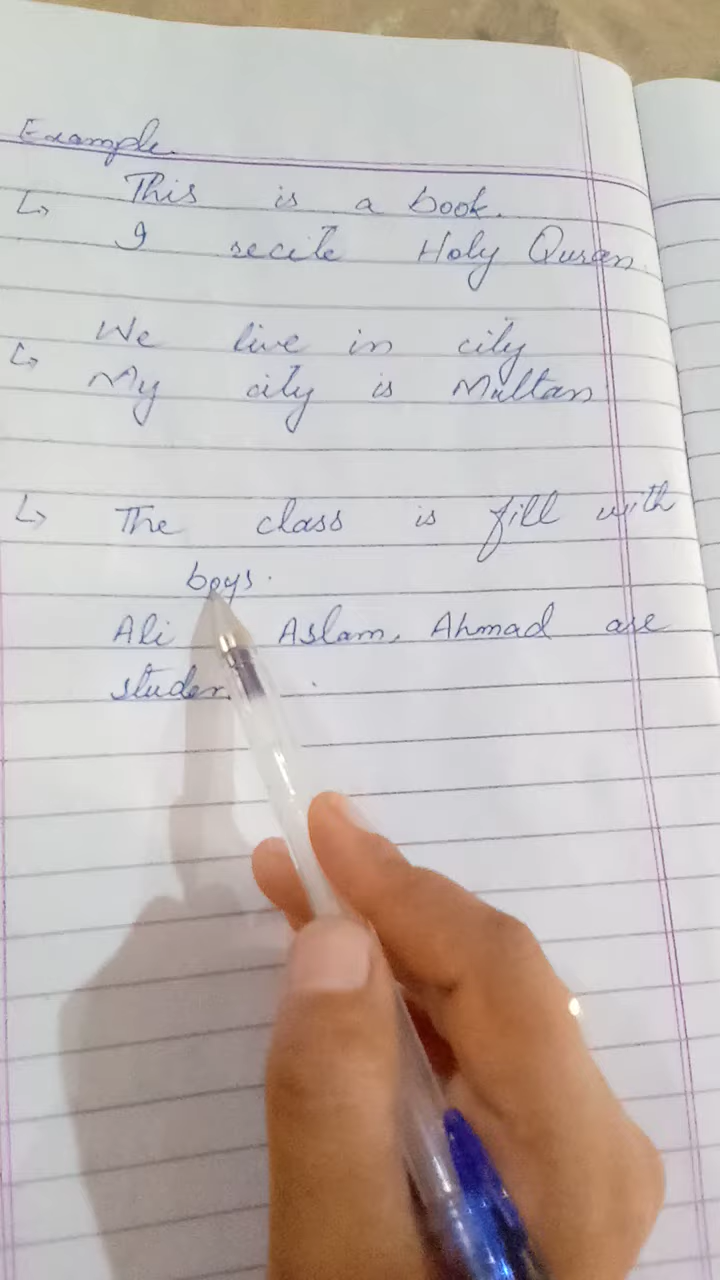 Example.
This is a book.
I recite Holy Quran.
We live in city
My city is Multan
The class is fill with
boys.
Ali Aslam, Ahmad are